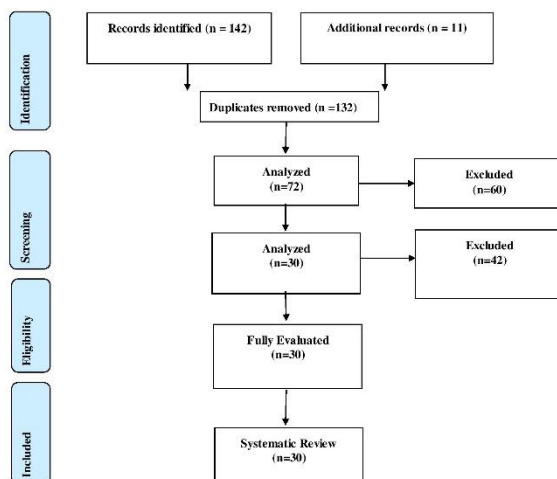 Identification
Records identified (n = 142)
Additional records (n = 11)
Duplicates removed (n =132)
Screening
Analyzed
(n=72)
Excluded
(n=60)
Analyzed
(n=30)
Excluded
(n=42)
Eligibility
Fully Evaluated
(n=30)
Included
Systematic Review
(n=30)